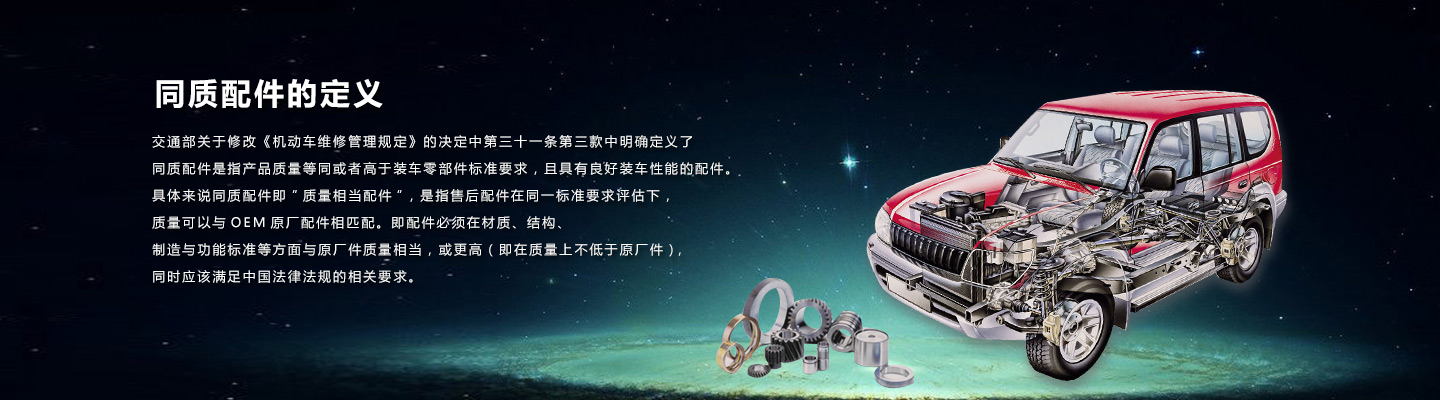 同质配件的定义
交通部关于修改《机动车维修管理规定》的决定中第三十一条第三款中明确定义了
同质配件是指产品质量等同或者高于装车零部件标准要求，且具有良好装车性能的配件。
具体来说同质配件即＂质量相当配件＂，是指售后配件在同一标准要求评估下，
质量可以与 OEM 原厂配件相匹配。即配件必须在材质、结构、
制造与功能标准等方面与原厂件质量相当，或更高（即在质量上不低于原厂件），
同时应该满足中国法律法规的相关要求。